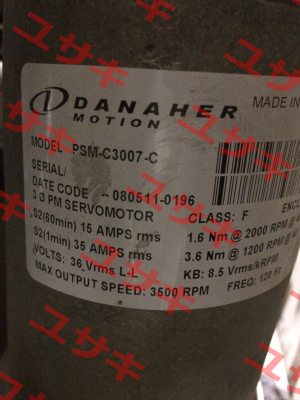 DANAHER
MOTION
MADE IN
MODEL: PSM-C3007-C
SERIAL/
DATE CODE -- 080511-0196
3 Ø PM SERVOMOTOR
CLASS: F
ENCL
S2(60min) 15 AMPS rms
1.6 Nm @ 2000 RPM @
S2(1min) 35 AMPS rms
3.6 Nm @ 1200 RPM @
VOLTS: 36 Vrms L-L
KB: 8.5 Vrms/kRPM
MAX OUTPUT SPEED: 3500 RPM
FREQ: 120 Hz
ユサキ
ユサキ
ユサキ
ユサキ
ユサキ
ユサキ